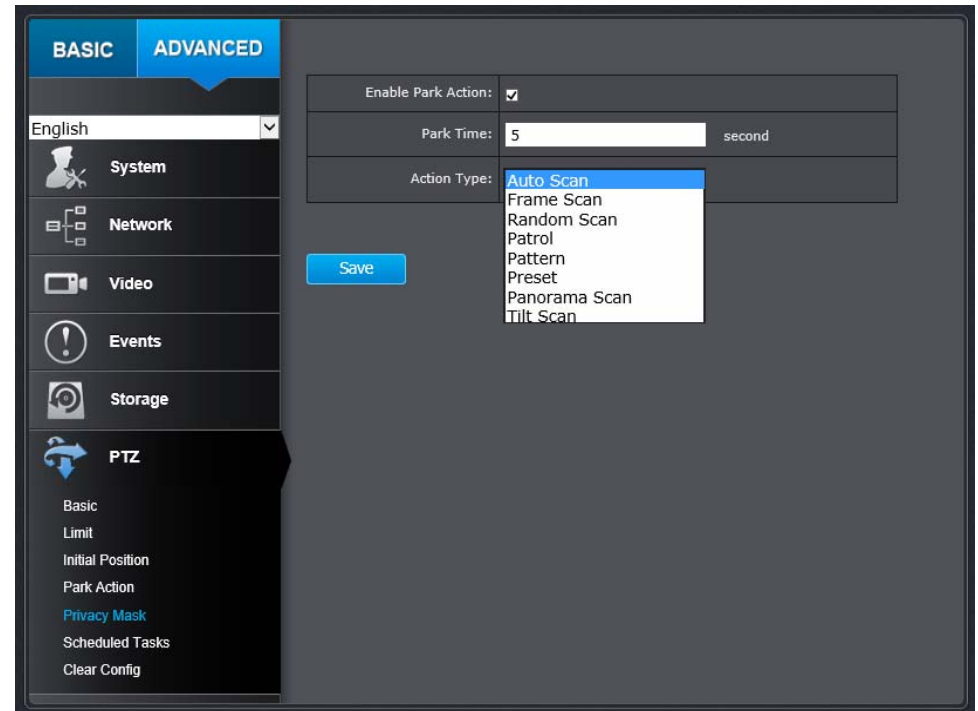 BASIC ADVANCED
English
System
Network
Video
Events
Storage
PTZ
Basic
Limit
Initial Position
Park Action
Privacy Mask
Scheduled Tasks
Clear Config
Enable Park Action:
Park Time: 5 second
Action Type: Auto Scan
Frame Scan
Random Scan
Patrol
Pattern
Preset
Panorama Scan
Tilt Scan
Save